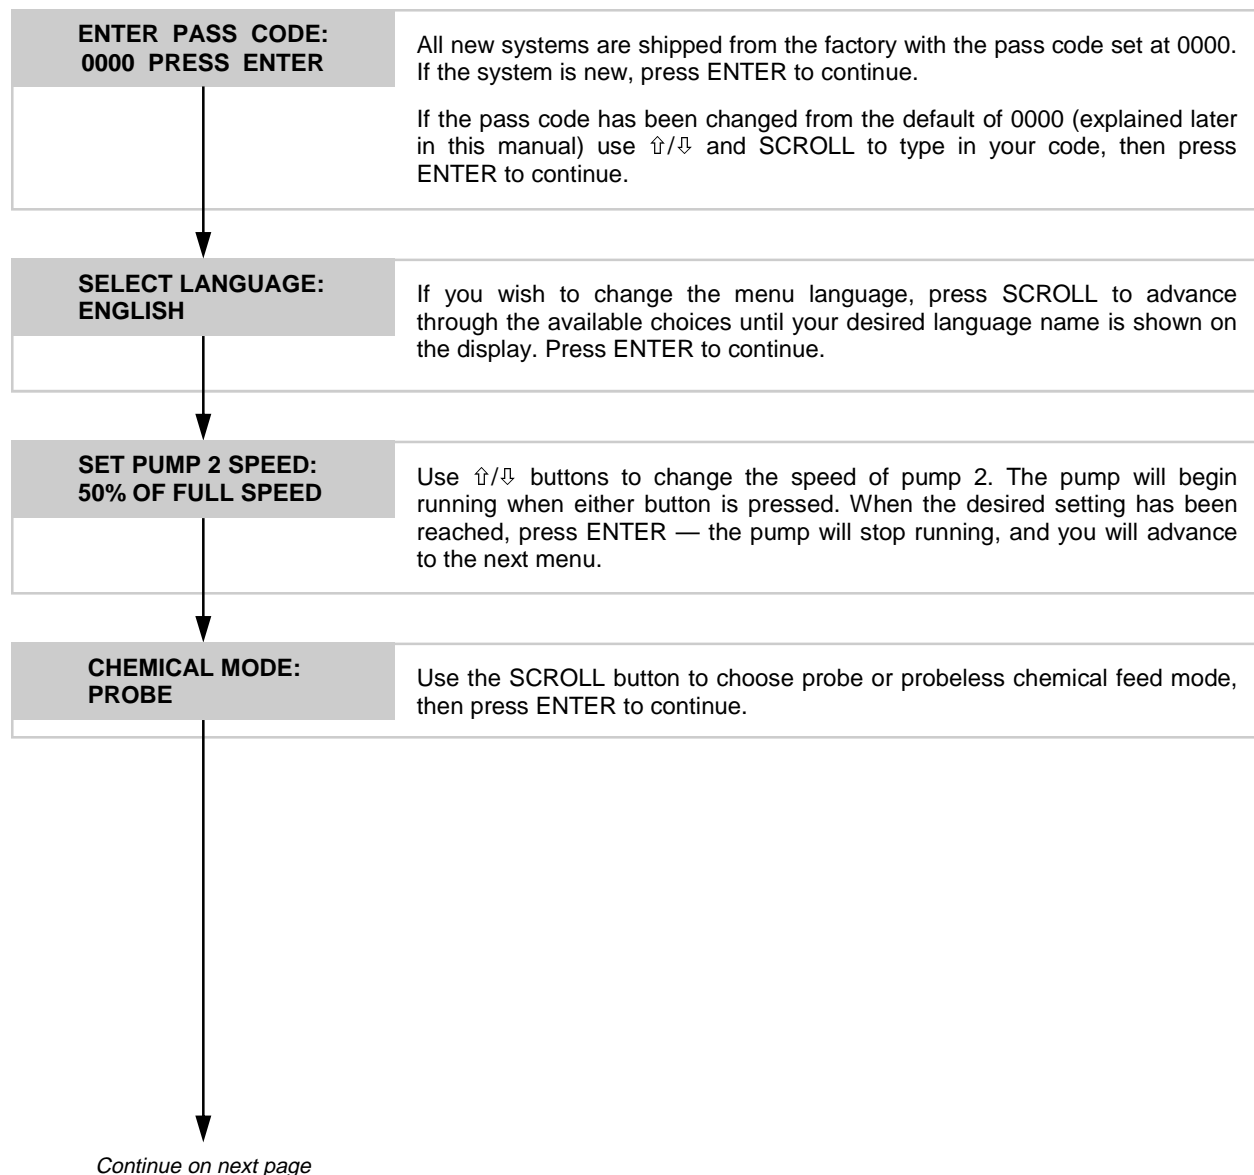 ENTER PASS CODE:
0000 PRESS ENTER
All new systems are shipped from the factory with the pass code set at 0000.
If the system is new, press ENTER to continue.
If the pass code has been changed from the default of 0000 (explained later
in this manual) use ⇧/⇩ and SCROLL to type in your code, then press
ENTER to continue.
SELECT LANGUAGE:
ENGLISH
If you wish to change the menu language, press SCROLL to advance
through the available choices until your desired language name is shown on
the display. Press ENTER to continue.
SET PUMP 2 SPEED:
50% OF FULL SPEED
Use ⇧/⇩ buttons to change the speed of pump 2. The pump will begin
running when either button is pressed. When the desired setting has been
reached, press ENTER — the pump will stop running, and you will advance
to the next menu.
CHEMICAL MODE:
PROBE
Use the SCROLL button to choose probe or probeless chemical feed mode,
then press ENTER to continue.
Continue on next page